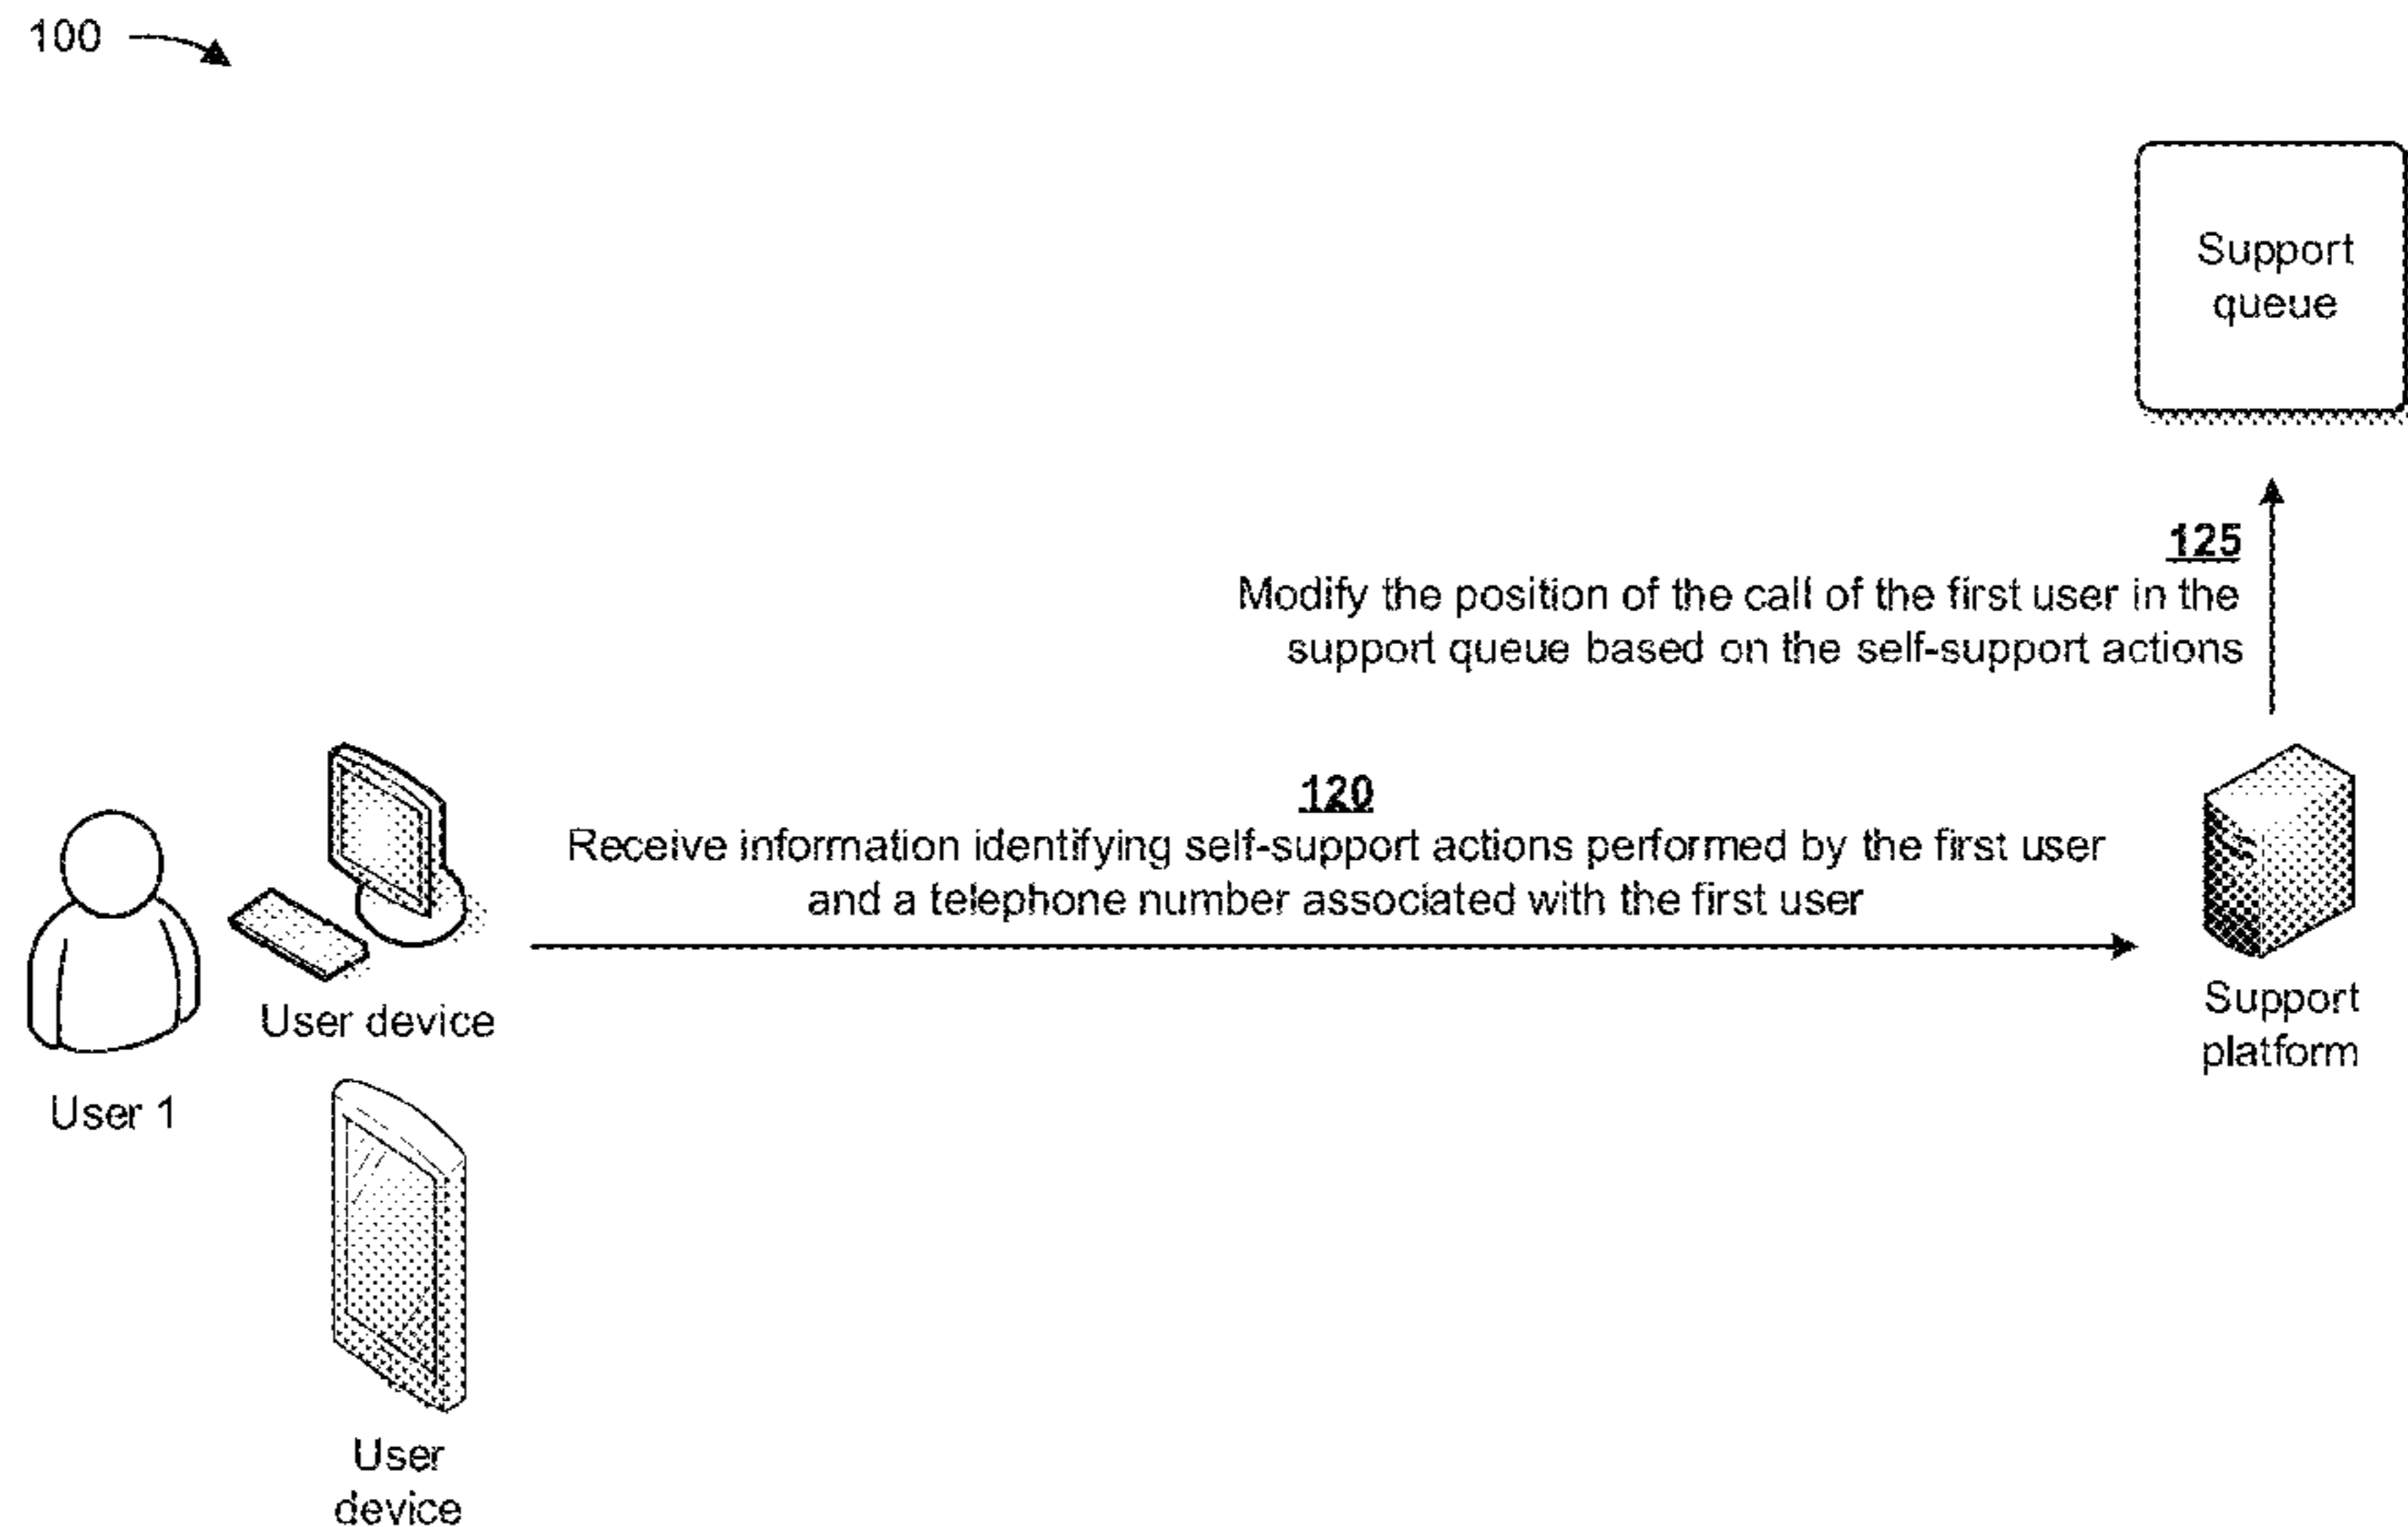 100
Support
queue
125
Modify the position of the call of the first user in the
support queue based on the self-support actions
120
Receive information identifying self-support actions performed by the first user
and a telephone number associated with the first user
User device
User 1
Support
platform
User
device